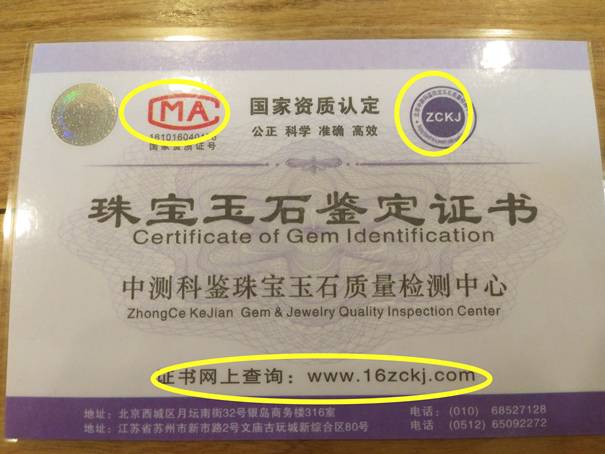 MA
国家资质认定
公正 科学 准确 高效
国家资质证号
ZCKJ
珠宝玉石鉴定证书
Certificate of Gem Identification
中测科鉴珠宝玉石质量检测中心
ZhongCe KeJian Gem & Jewelry Quality Inspection Center
证书网上查询：www.16zckj.com
地址：北京西城区月坛南街32号银岛商务楼316室 电话：(010) 68527128
地址：江苏省苏州市新市路2号文庙古玩城新综合区80号 电话：(0512) 65092272